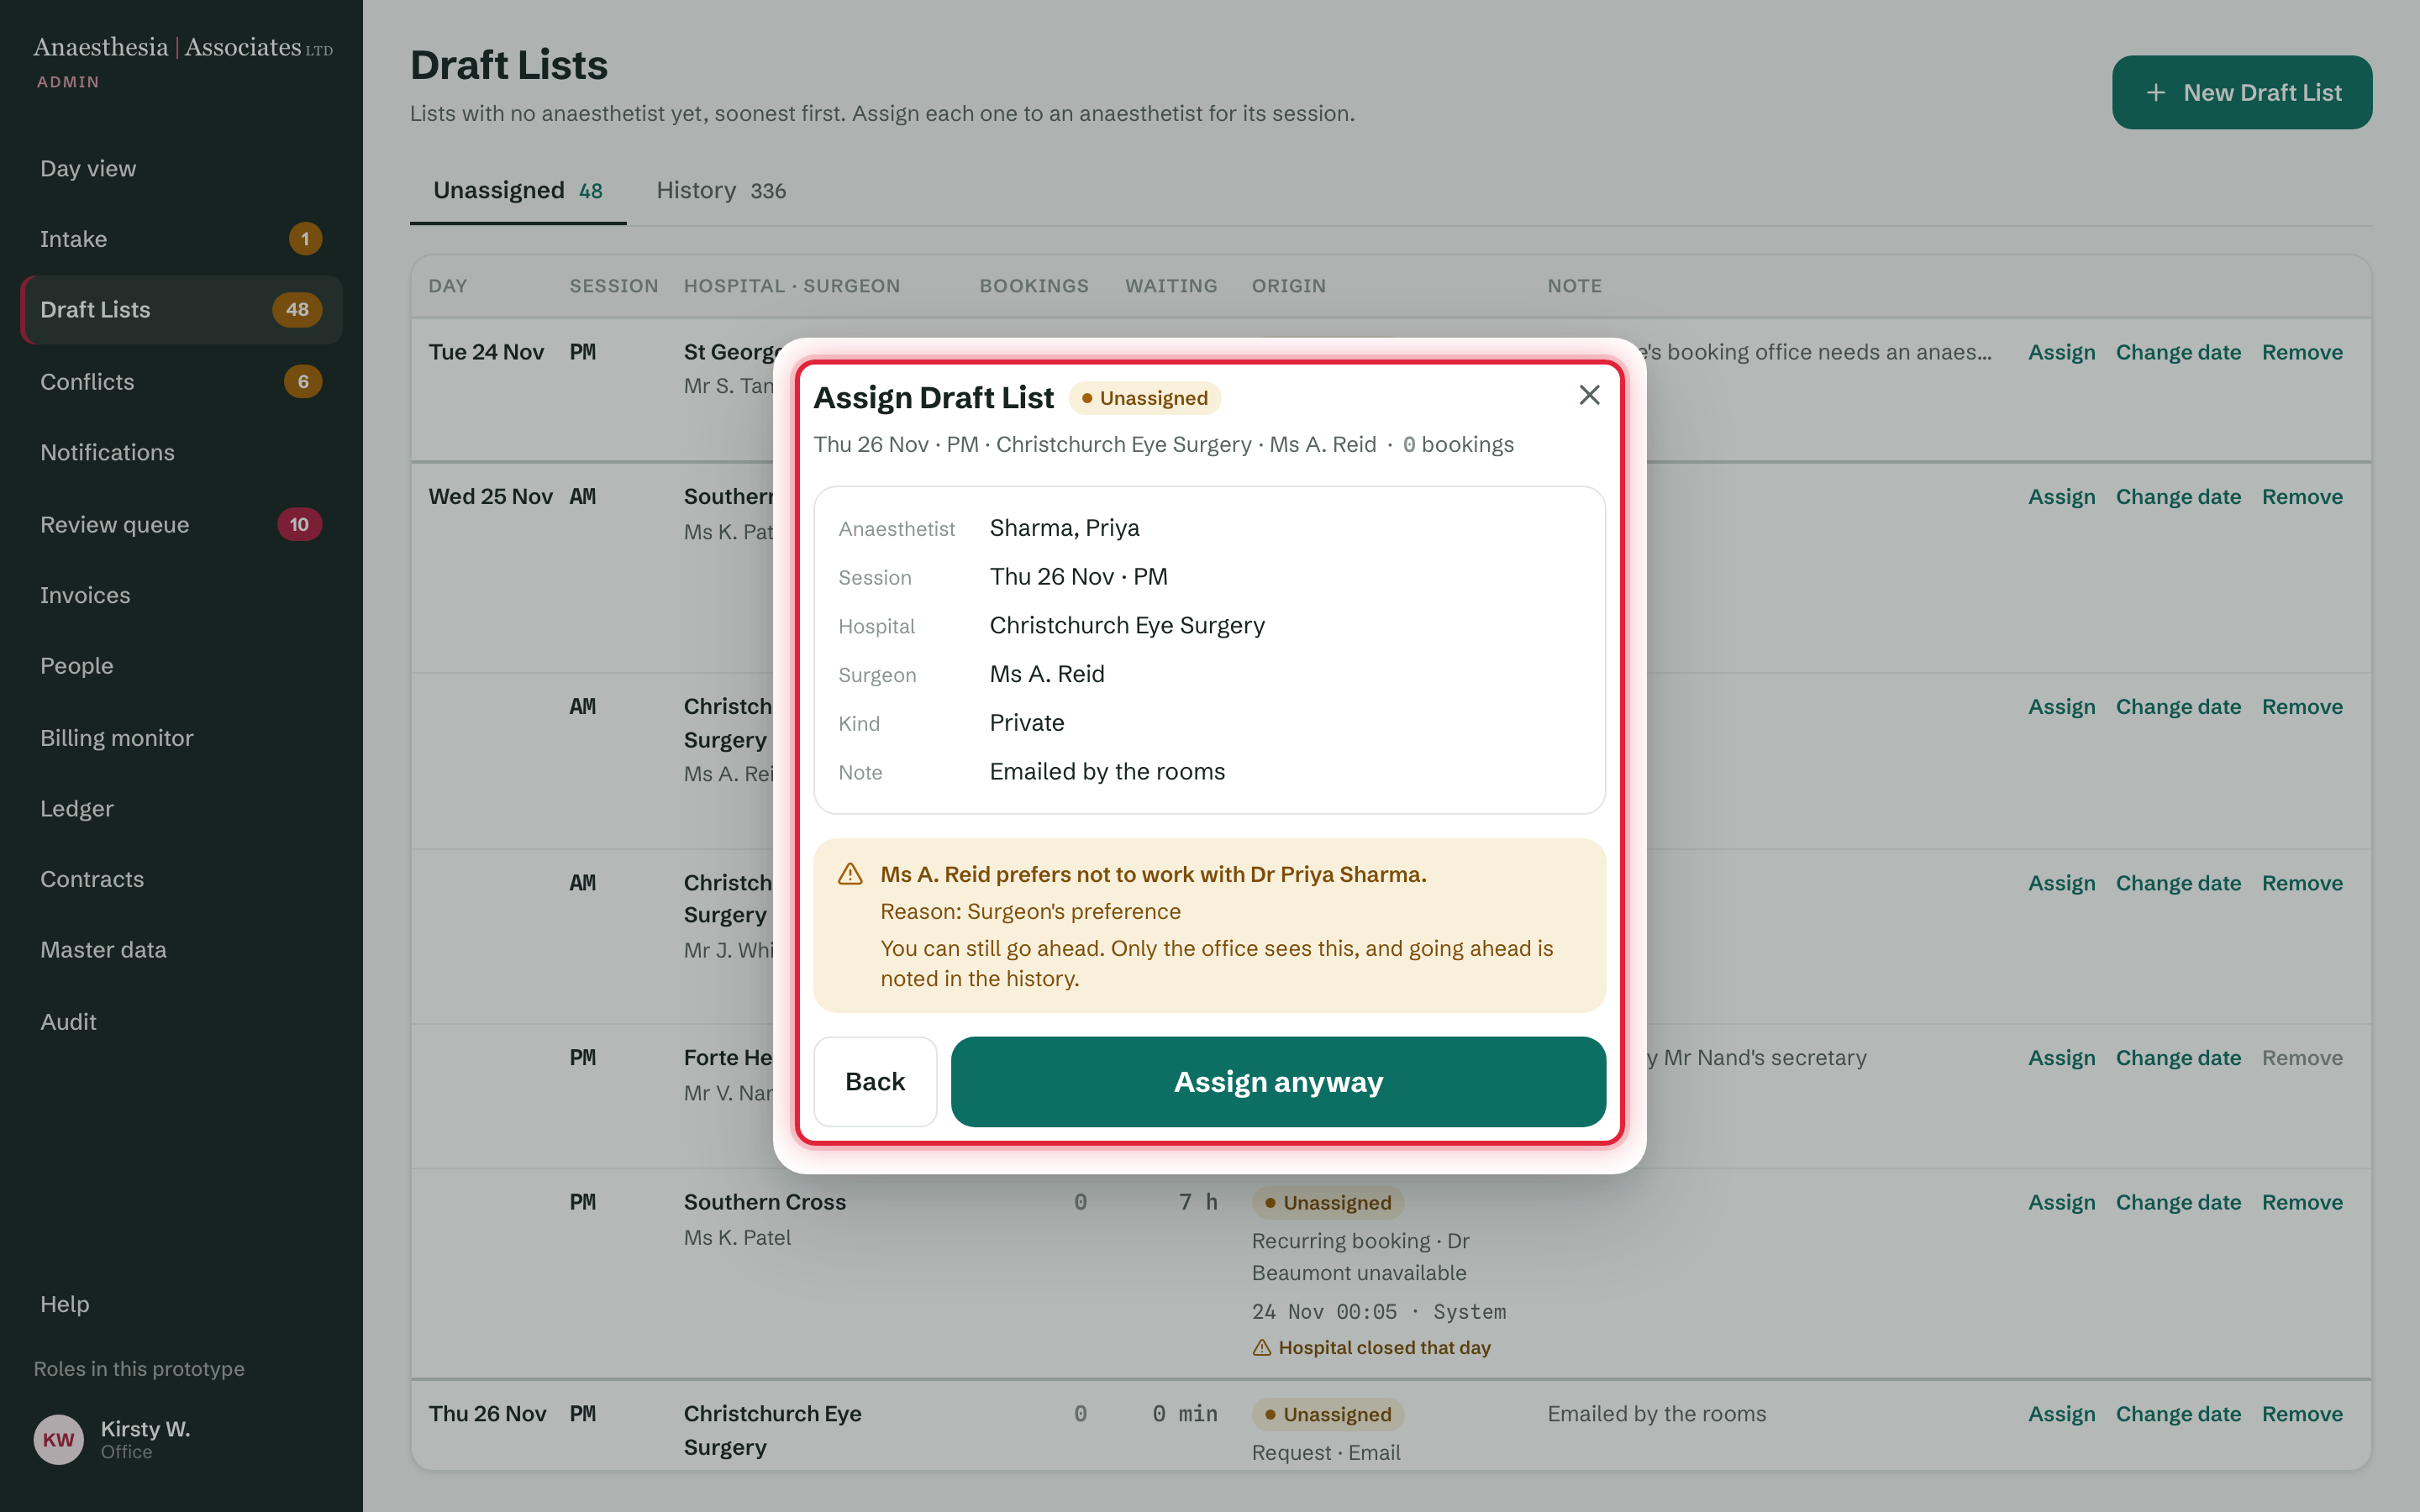 Anaesthesia | Associates LTD
ADMIN
Day view
Intake 1
Draft Lists 48
Conflicts 6
Notifications
Review queue 10
Invoices
People
Billing monitor
Ledger
Contracts
Master data
Audit
Help
Roles in this prototype
KW
Kirsty W.
Office
Draft Lists
Lists with no anaesthetist yet, soonest first. Assign each one to an anaesthetist for its session.
+ New Draft List
Unassigned 48 History 336
DAY SESSION HOSPITAL · SURGEON BOOKINGS WAITING ORIGIN NOTE
Tue 24 Nov PM St George
Mr S. Tan
e's booking office needs an anaes... Assign Change date Remove
Wed 25 Nov AM Southern
Ms K. Pat
Assign Change date Remove
AM Christch
Surgery
Ms A. Rei
Assign Change date Remove
AM Christch
Surgery
Mr J. Whi
Assign Change date Remove
PM Forte He
Mr V. Nan
y Mr Nand's secretary Assign Change date Remove
PM Southern Cross 0 7 h Unassigned Assign Change date Remove
Ms K. Patel
Recurring booking · Dr
Beaumont unavailable
24 Nov 00:05 · System
Hospital closed that day
Thu 26 Nov PM Christchurch Eye 0 0 min Unassigned Emailed by the rooms Assign Change date Remove
Surgery
Request · Email
Assign Draft List Unassigned
Thu 26 Nov · PM · Christchurch Eye Surgery · Ms A. Reid · 0 bookings
Anaesthetist Sharma, Priya
Session Thu 26 Nov · PM
Hospital Christchurch Eye Surgery
Surgeon Ms A. Reid
Kind Private
Note Emailed by the rooms
Ms A. Reid prefers not to work with Dr Priya Sharma.
Reason: Surgeon's preference
You can still go ahead. Only the office sees this, and going ahead is
noted in the history.
Back Assign anyway